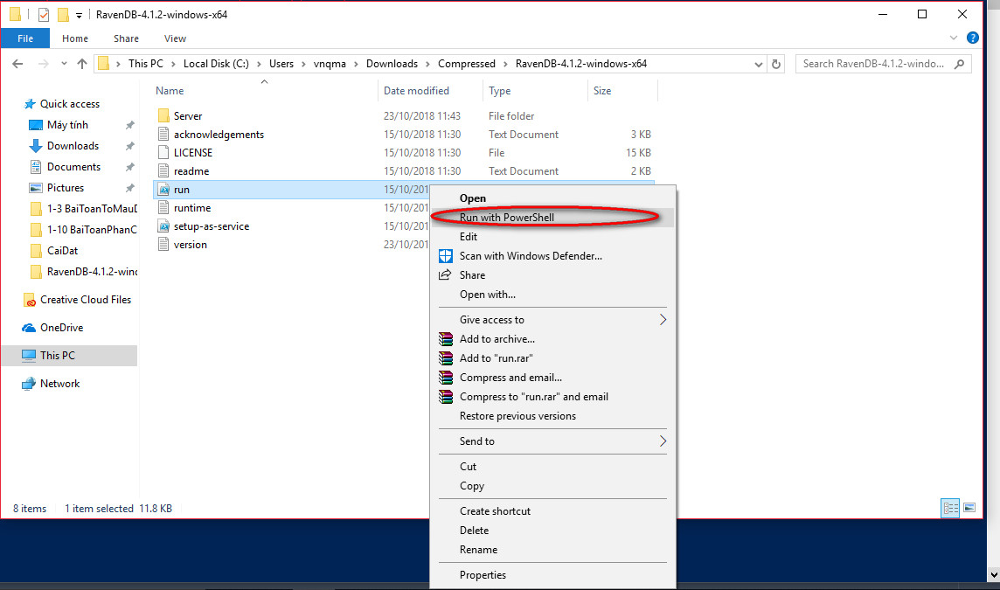 RavenDB-4.1.2-windows-x64
File Home Share View
This PC Local Disk (C:) Users vnqma Downloads Compressed RavenDB-4.1.2-windows-x64
Search RavenDB-4.1.2-windo...
Quick access
Máy tính
Downloads
Documents
Pictures
1-3 BaiToanToMauD
1-10 BaiToanPhanC
CaiDat
RavenDB-4.1.2-wind
Creative Cloud Files
OneDrive
This PC
Network
Name Date modified Type Size
Server 23/10/2018 11:43 File folder
acknowledgements 15/10/2018 11:30 Text Document 3 KB
LICENSE 15/10/2018 11:30 File 15 KB
readme 15/10/2018 11:30 Text Document 2 KB
run 15/10/201
runtime 15/10/201
setup-as-service 15/10/201
version 23/10/201
Open
Run with PowerShell
Edit
Scan with Windows Defender...
Share
Open with...
Give access to
Add to archive...
Add to "run.rar"
Compress and email...
Compress to "run.rar" and email
Restore previous versions
Send to
Cut
Copy
Create shortcut
Delete
Rename
Properties
8 items 1 item selected 11.8 KB